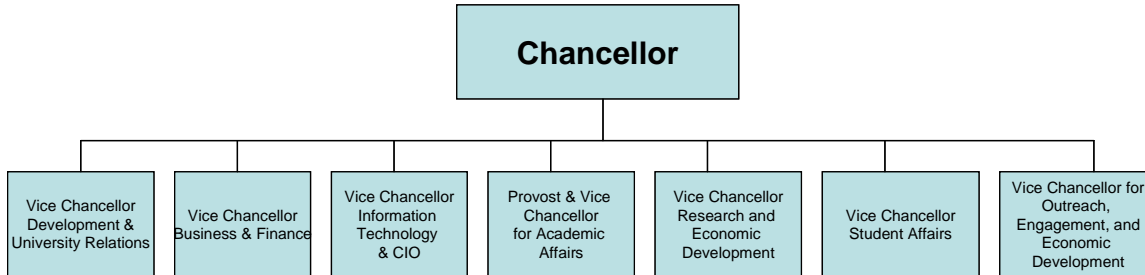 Chancellor
Vice Chancellor
Development &
University Relations
Vice Chancellor
Business & Finance
Vice Chancellor
Information
Technology
& CIO
Provost & Vice
Chancellor
for Academic
Affairs
Vice Chancellor
Research and
Economic
Development
Vice Chancellor
Student Affairs
Vice Chancellor for
Outreach,
Engagement, and
Economic
Development